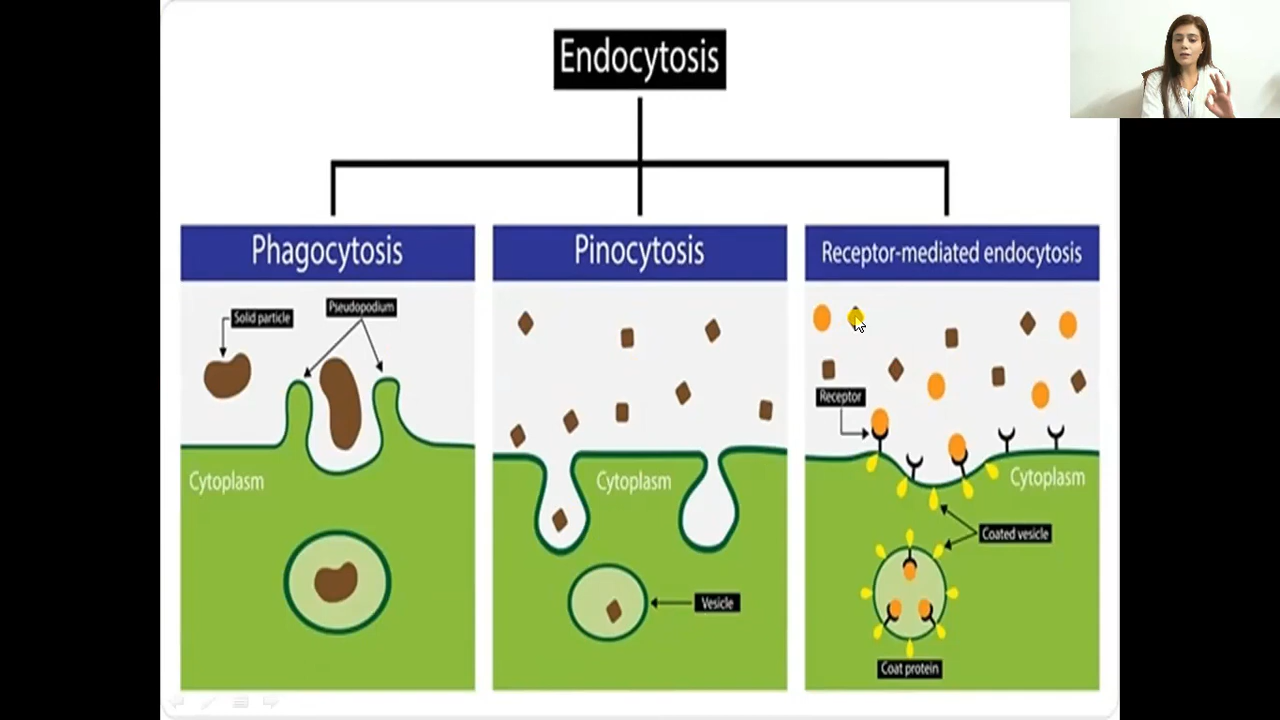 Endocytosis
Phagocytosis
Solid particle
Pseudopodium
Cytoplasm
Pinocytosis
Cytoplasm
Vesicle
Receptor-mediated endocytosis
Receptor
Cytoplasm
Coated vesicle
Coat protein